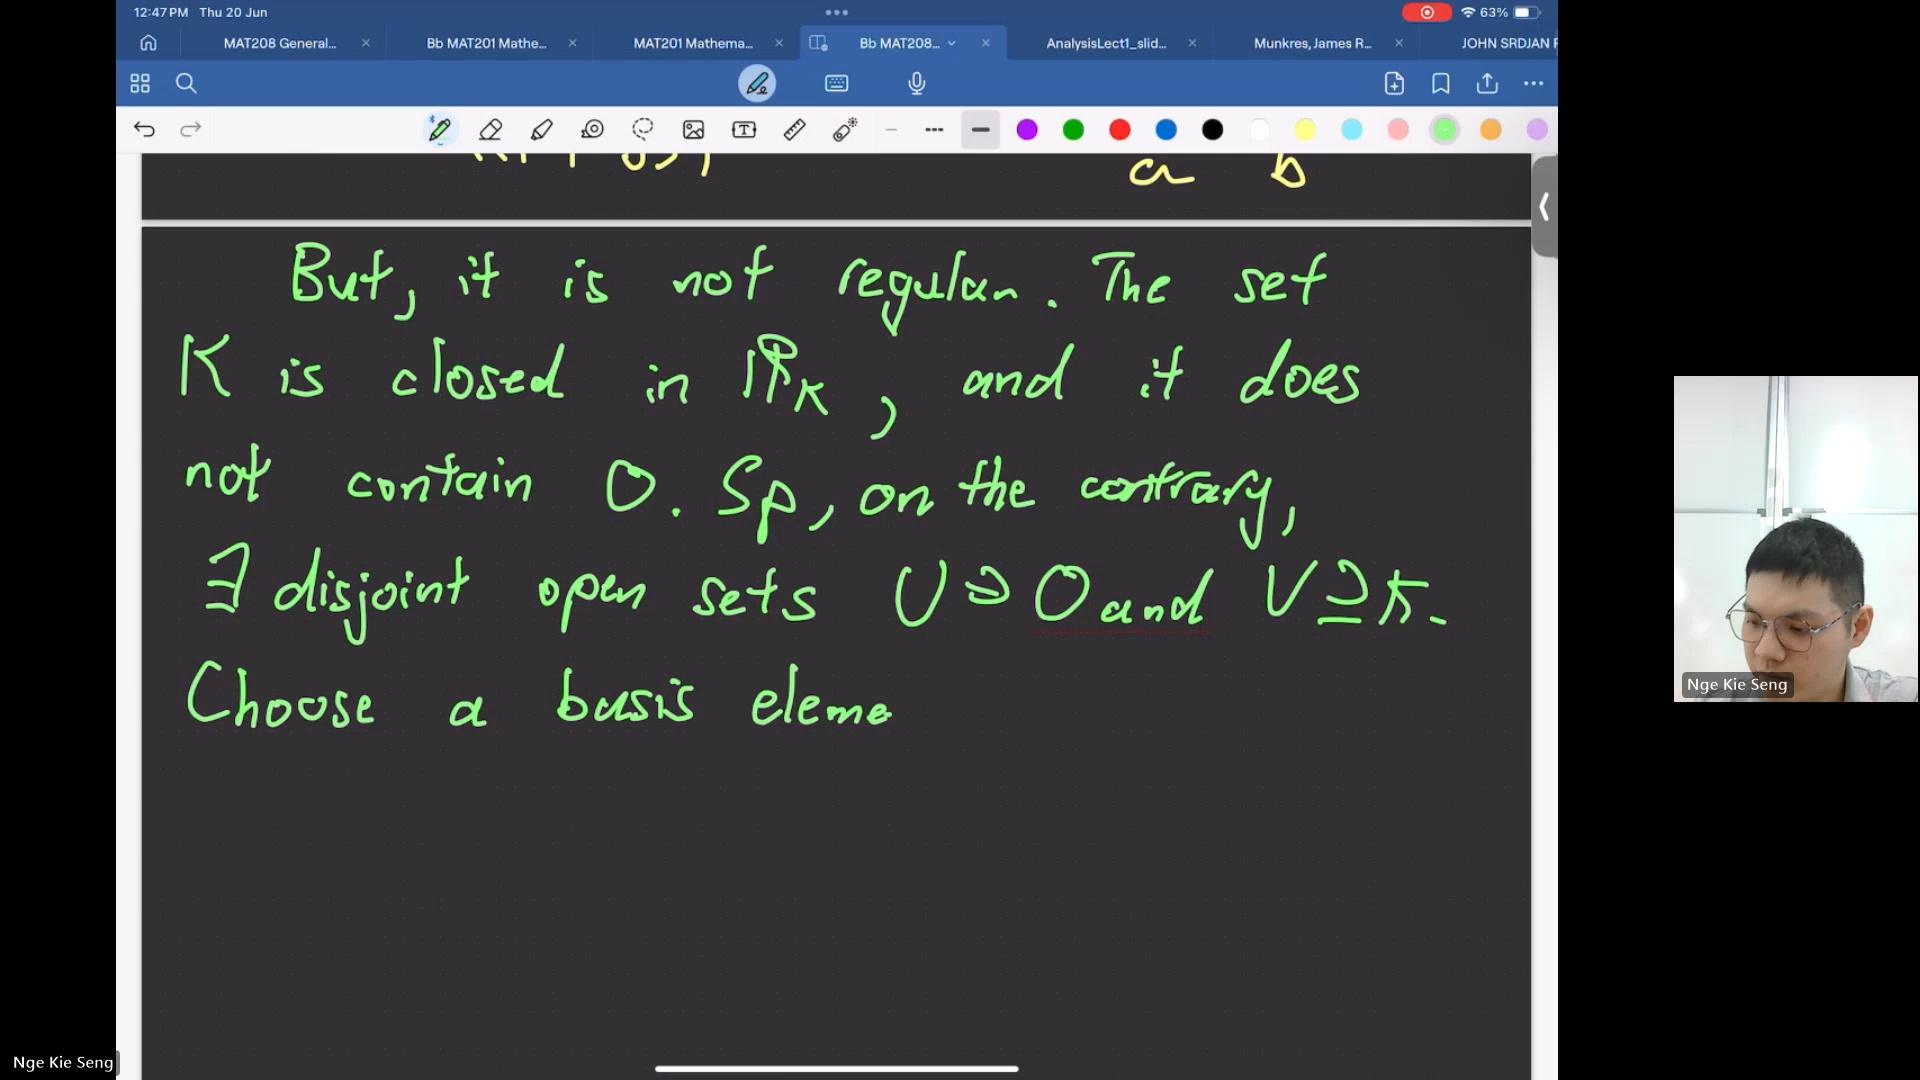 12:47 PM Thu 20 Jun
63%
MAT208 General...
Bb MAT201 Mathe...
MAT201 Mathema...
Bb MAT208...
AnalysisLect1_slid...
Munkres, James R...
JOHN SRDJAN
a b
But, it is not regular. The set
K is closed in ℝ_K, and it does
not contain 0. Sp, on the contrary,
∃ disjoint open sets U ∋ 0 and V ⊇ K.
Choose a basis eleme
Nge Kie Seng
Nge Kie Seng